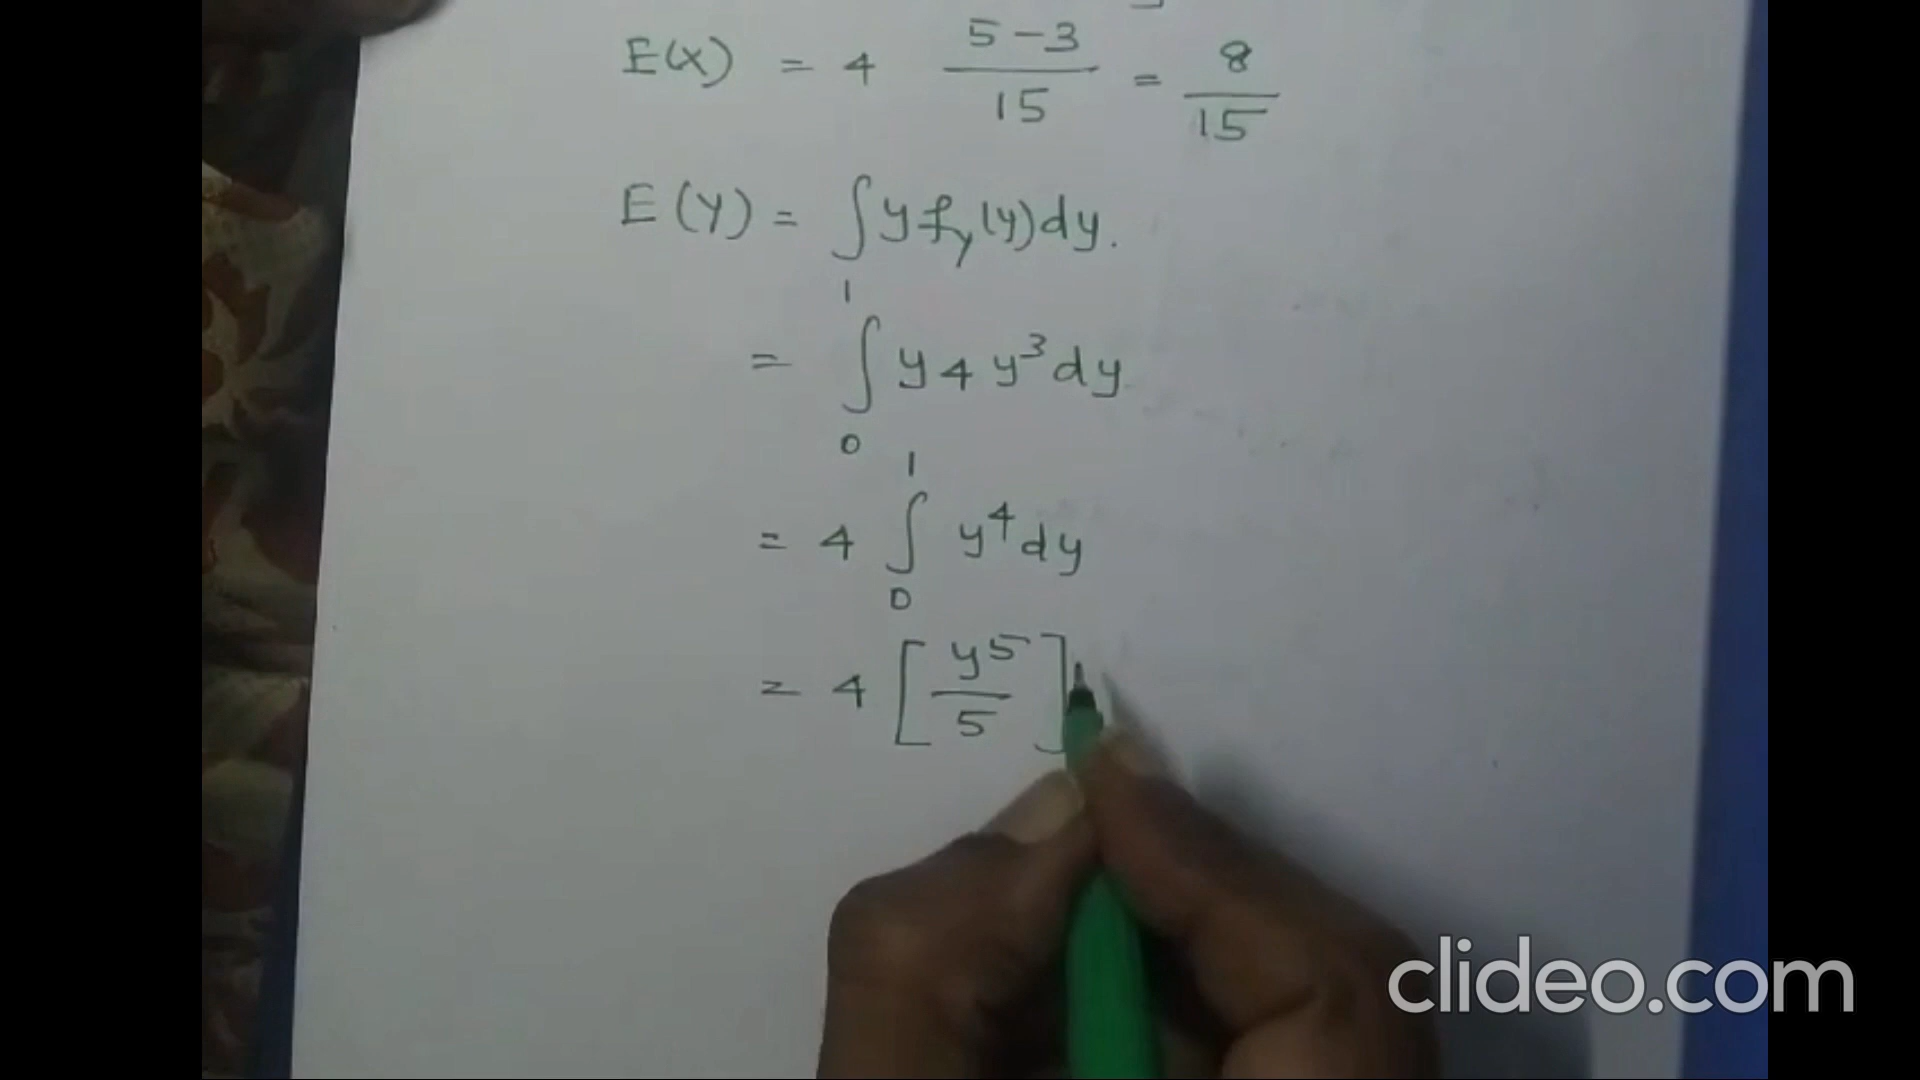 E(X) = 4 5-3/15 = 8/15
E(Y) = ∫ y f_y(y) dy.
= ∫₀¹ y 4 y³ dy
= 4 ∫₀¹ y⁴ dy
= 4 [y⁵/5]
clideo.com